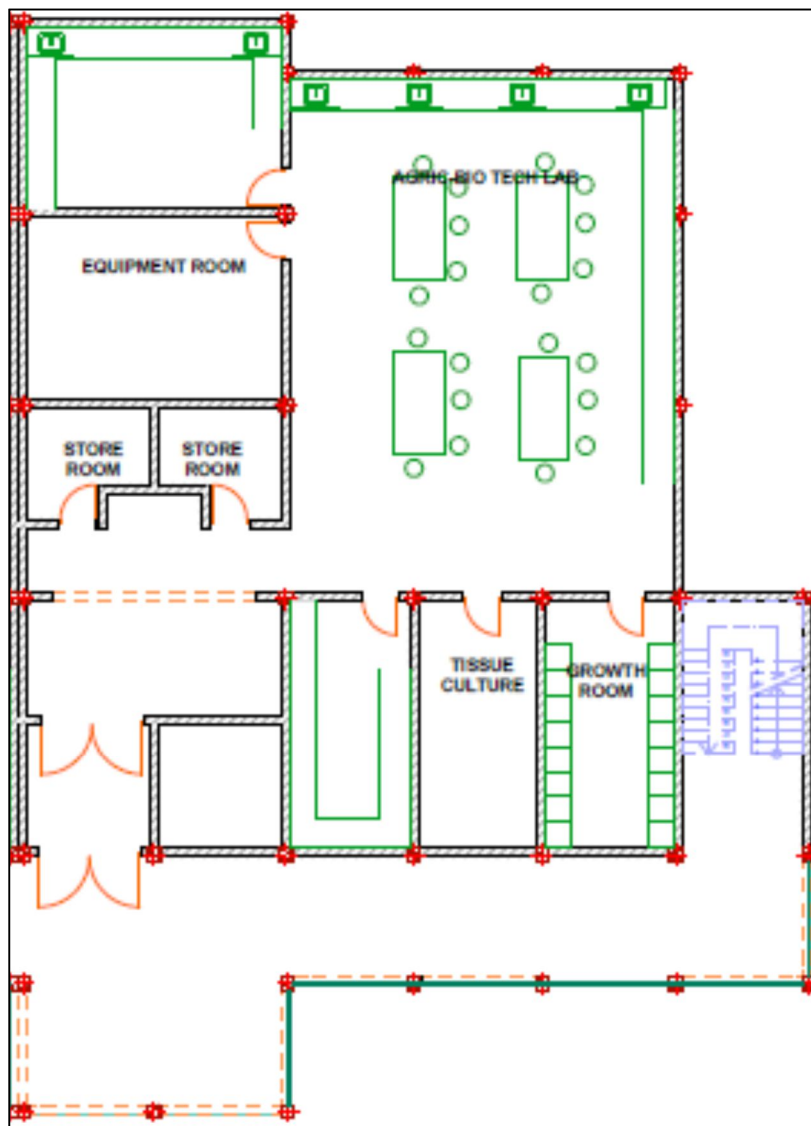 AGRIC-BIO TECH LAB
EQUIPMENT ROOM
STORE
ROOM
STORE
ROOM
TISSUE
CULTURE
GROWTH
ROOM